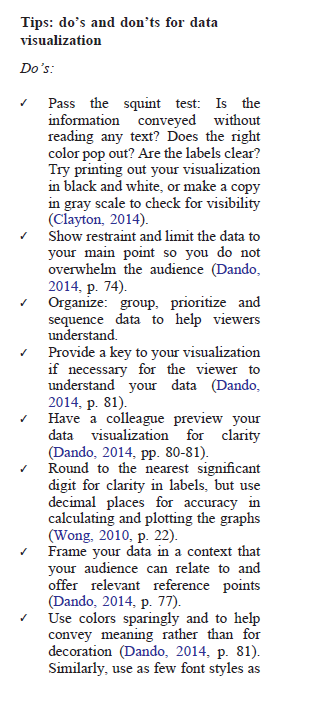 Tips: do's and don'ts for data
visualization
Do's:
✓ Pass the squint test: Is the
information conveyed without
reading any text? Does the right
color pop out? Are the labels clear?
Try printing out your visualization
in black and white, or make a copy
in gray scale to check for visibility
(Clayton, 2014).
✓ Show restraint and limit the data to
your main point so you do not
overwhelm the audience (Dando,
2014, p. 74).
✓ Organize: group, prioritize and
sequence data to help viewers
understand.
✓ Provide a key to your visualization
if necessary for the viewer to
understand your data (Dando,
2014, p. 81).
✓ Have a colleague preview your
data visualization for clarity
(Dando, 2014, pp. 80-81).
✓ Round to the nearest significant
digit for clarity in labels, but use
decimal places for accuracy in
calculating and plotting the graphs
(Wong, 2010, p. 22).
✓ Frame your data in a context that
your audience can relate to and
offer relevant reference points
(Dando, 2014, p. 77).
✓ Use colors sparingly and to help
convey meaning rather than for
decoration (Dando, 2014, p. 81).
Similarly, use as few font styles as